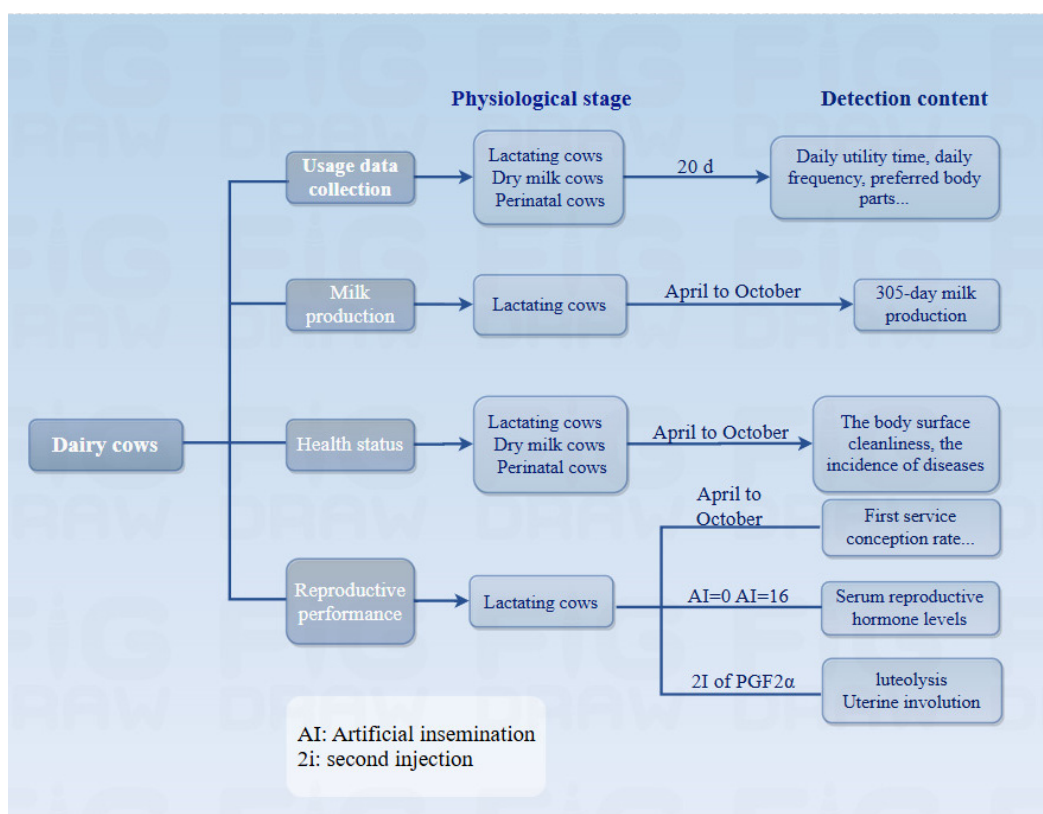 Physiological stage
Detection content
Usage data
collection
Lactating cows
Dry milk cows
Perinatal cows
20 d
Daily utility time, daily
frequency, preferred body
parts...
Milk
production
Lactating cows
April to October
305-day milk
production
Dairy cows
Health status
Lactating cows
Dry milk cows
Perinatal cows
April to October
The body surface
cleanliness, the
incidence of diseases
Reproductive
performance
Lactating cows
April to
October
First service
conception rate...
AI=0 AI=16
Serum reproductive
hormone levels
2I of PGF2α
luteolysis
Uterine involution
AI: Artificial insemination
2i: second injection
FIG
DRAW